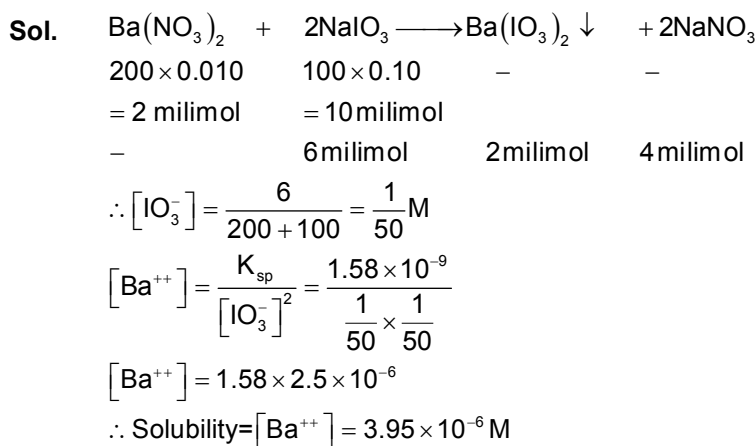 Sol. Ba(NO₃)₂ + 2NaIO₃ ⟶ Ba(IO₃)₂ ↓ + 2NaNO₃
200 × 0.010 100 × 0.10 – –
= 2 milimol = 10 milimol
– 6 milimol 2 milimol 4 milimol
∴ [IO₃⁻] = 6/(200 + 100) = 1/50 M
[Ba⁺⁺] = K_sp/[IO₃⁻]² = (1.58 × 10⁻⁹)/(1/50 × 1/50)
[Ba⁺⁺] = 1.58 × 2.5 × 10⁻⁶
∴ Solubility = [Ba⁺⁺] = 3.95 × 10⁻⁶ M